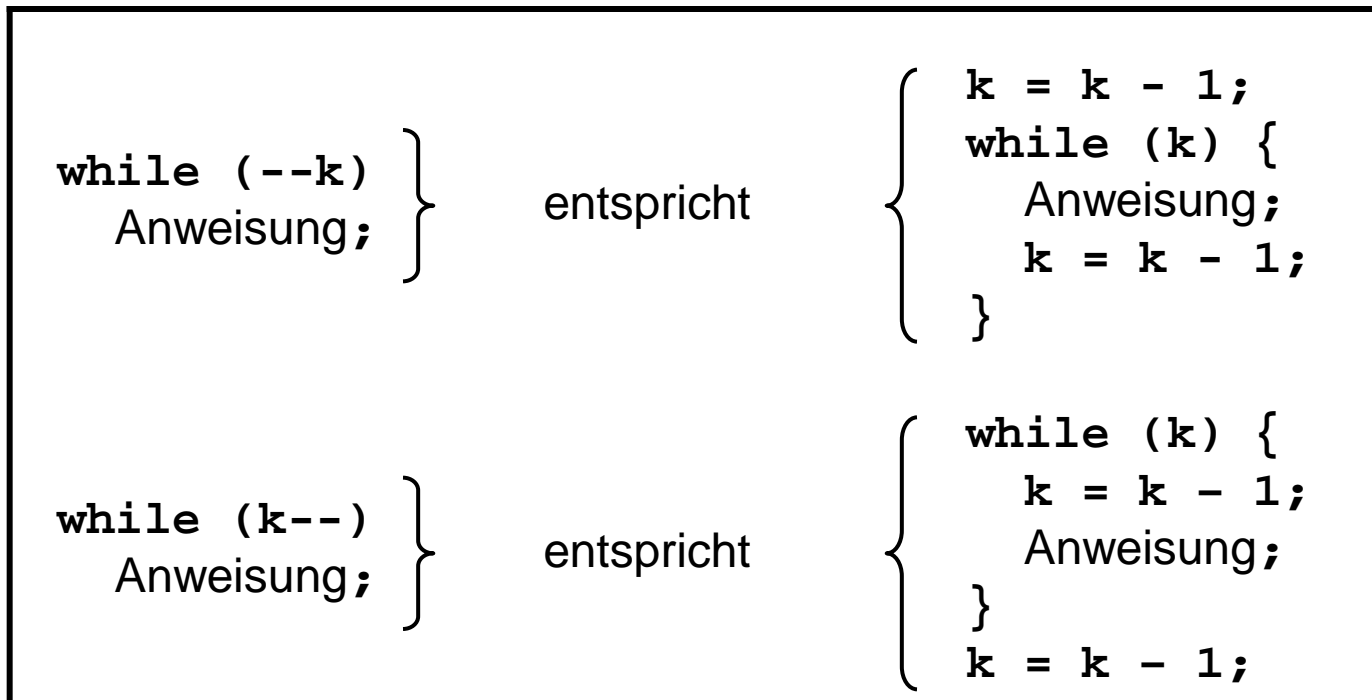 while (--k)
Anweisung;
entspricht
k = k - 1;
while (k) {
Anweisung;
k = k - 1;
}
while (k--)
Anweisung;
entspricht
while (k) {
k = k – 1;
Anweisung;
}
k = k – 1;